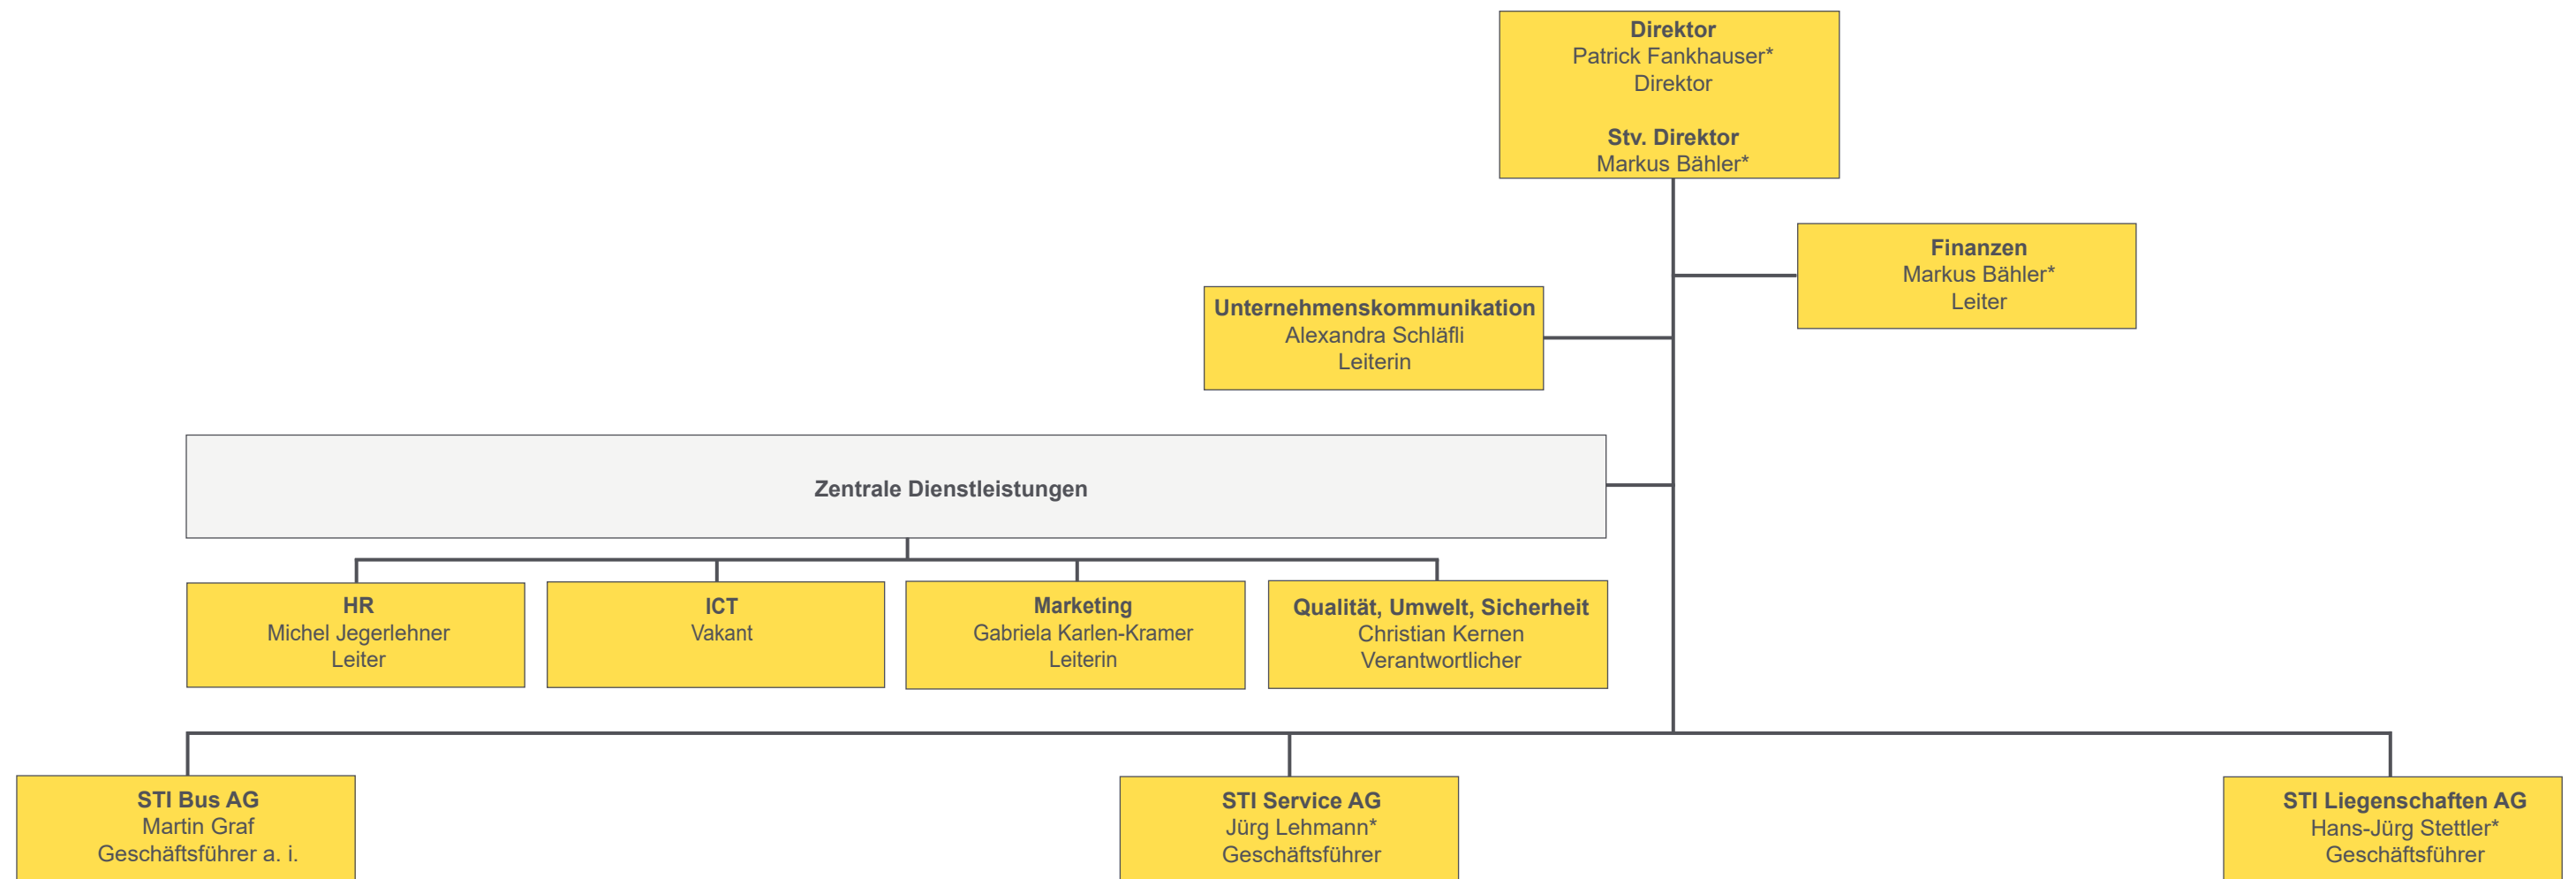 Direktor
Patrick Fankhauser*
Direktor
Stv. Direktor
Markus Bähler*
Finanzen
Markus Bähler*
Leiter
Unternehmenskommunikation
Alexandra Schläfli
Leiterin
Zentrale Dienstleistungen
HR
Michel Jegerlehner
Leiter
ICT
Vakant
Marketing
Gabriela Karlen-Kramer
Leiterin
Qualität, Umwelt, Sicherheit
Christian Kernen
Verantwortlicher
STI Bus AG
Martin Graf
Geschäftsführer a. i.
STI Service AG
Jürg Lehmann*
Geschäftsführer
STI Liegenschaften AG
Hans-Jürg Stettler*
Geschäftsführer